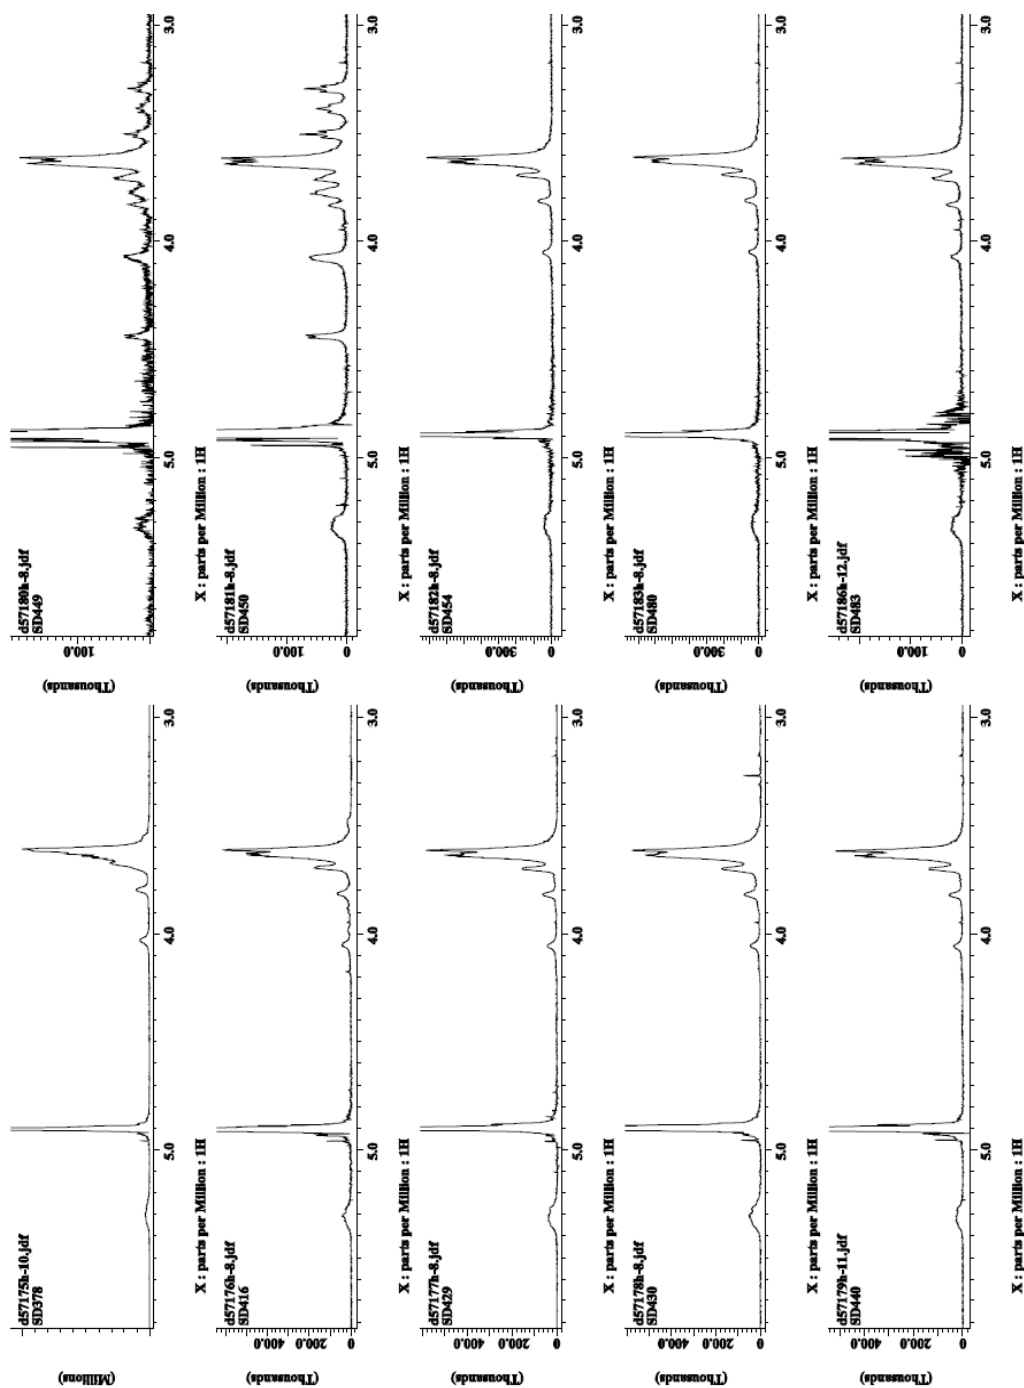 (Millions)
d57175h-10.jdf
SD378
5.0 4.0 3.0
X : parts per Million : 1H
(Thousands)
100.0
d57180h-8.jdf
SD449
5.0 4.0 3.0
X : parts per Million : 1H
(Thousands)
0 200.0 400.0
d57176h-8.jdf
SD416
5.0 4.0 3.0
X : parts per Million : 1H
(Thousands)
0 100.0
d57181h-8.jdf
SD450
5.0 4.0 3.0
X : parts per Million : 1H
(Thousands)
0 200.0 400.0
d57177h-8.jdf
SD429
5.0 4.0 3.0
X : parts per Million : 1H
(Thousands)
0 300.0
d57182h-8.jdf
SD454
5.0 4.0 3.0
X : parts per Million : 1H
(Thousands)
0 200.0 400.0
d57178h-8.jdf
SD430
5.0 4.0 3.0
X : parts per Million : 1H
(Thousands)
0 300.0
d57183h-8.jdf
SD480
5.0 4.0 3.0
X : parts per Million : 1H
(Thousands)
0 200.0 400.0
d57179h-11.jdf
SD440
5.0 4.0 3.0
X : parts per Million : 1H
(Thousands)
0 100.0
d57186h-12.jdf
SD483
5.0 4.0 3.0
X : parts per Million : 1H